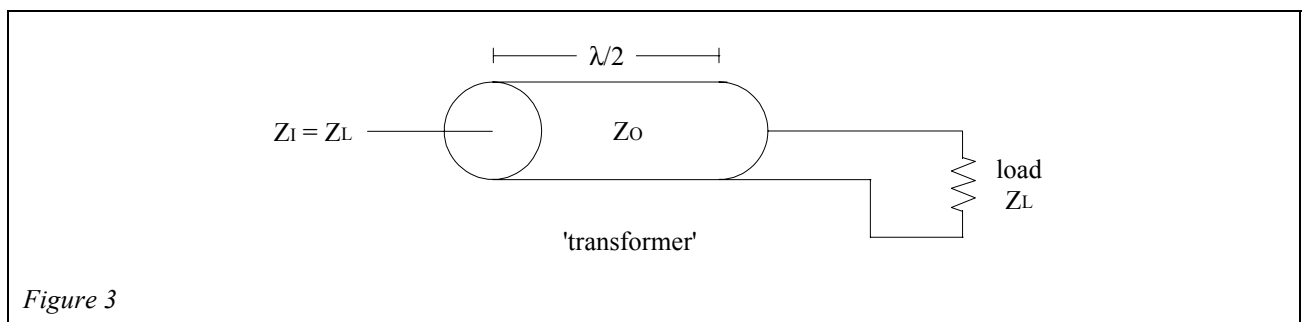 λ/2
ZI = ZL
ZO
load
ZL
'transformer'
Figure 3